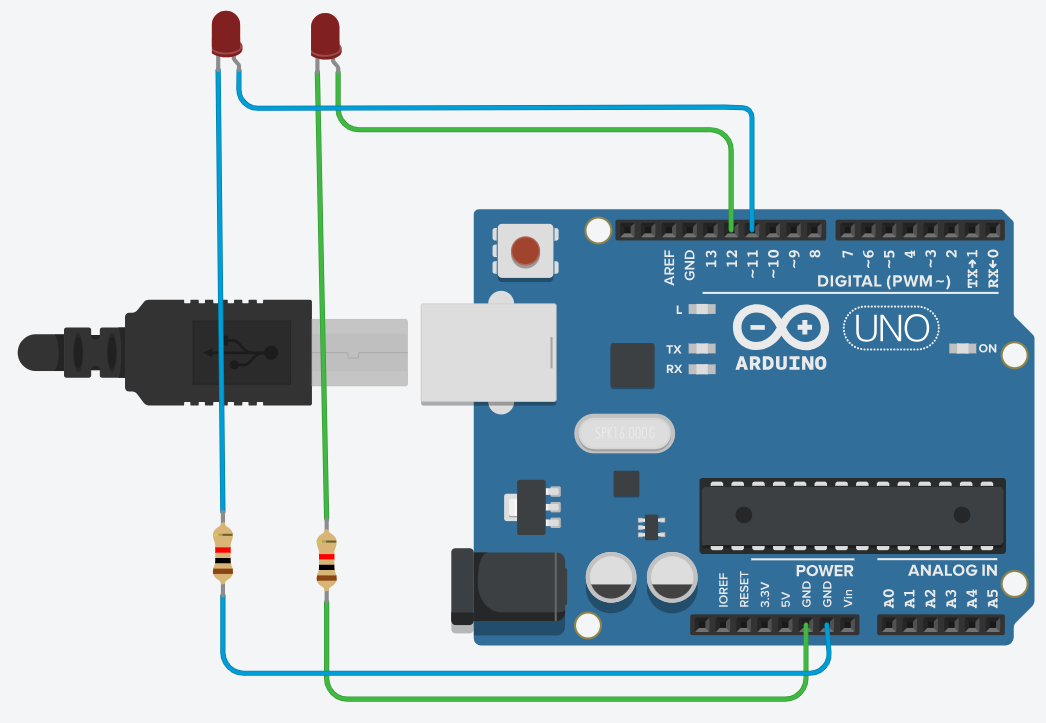 AREF
GND
13
12
~11
~10
~9
8
7
~6
~5
4
~3
2
TX→1
RX←0
DIGITAL (PWM~)
L
TX
RX
ARDUINO
UNO
ON
SPK16.000G
POWER
ANALOG IN
IOREF
RESET
3.3V
5V
GND
GND
Vin
A0
A1
A2
A3
A4
A5